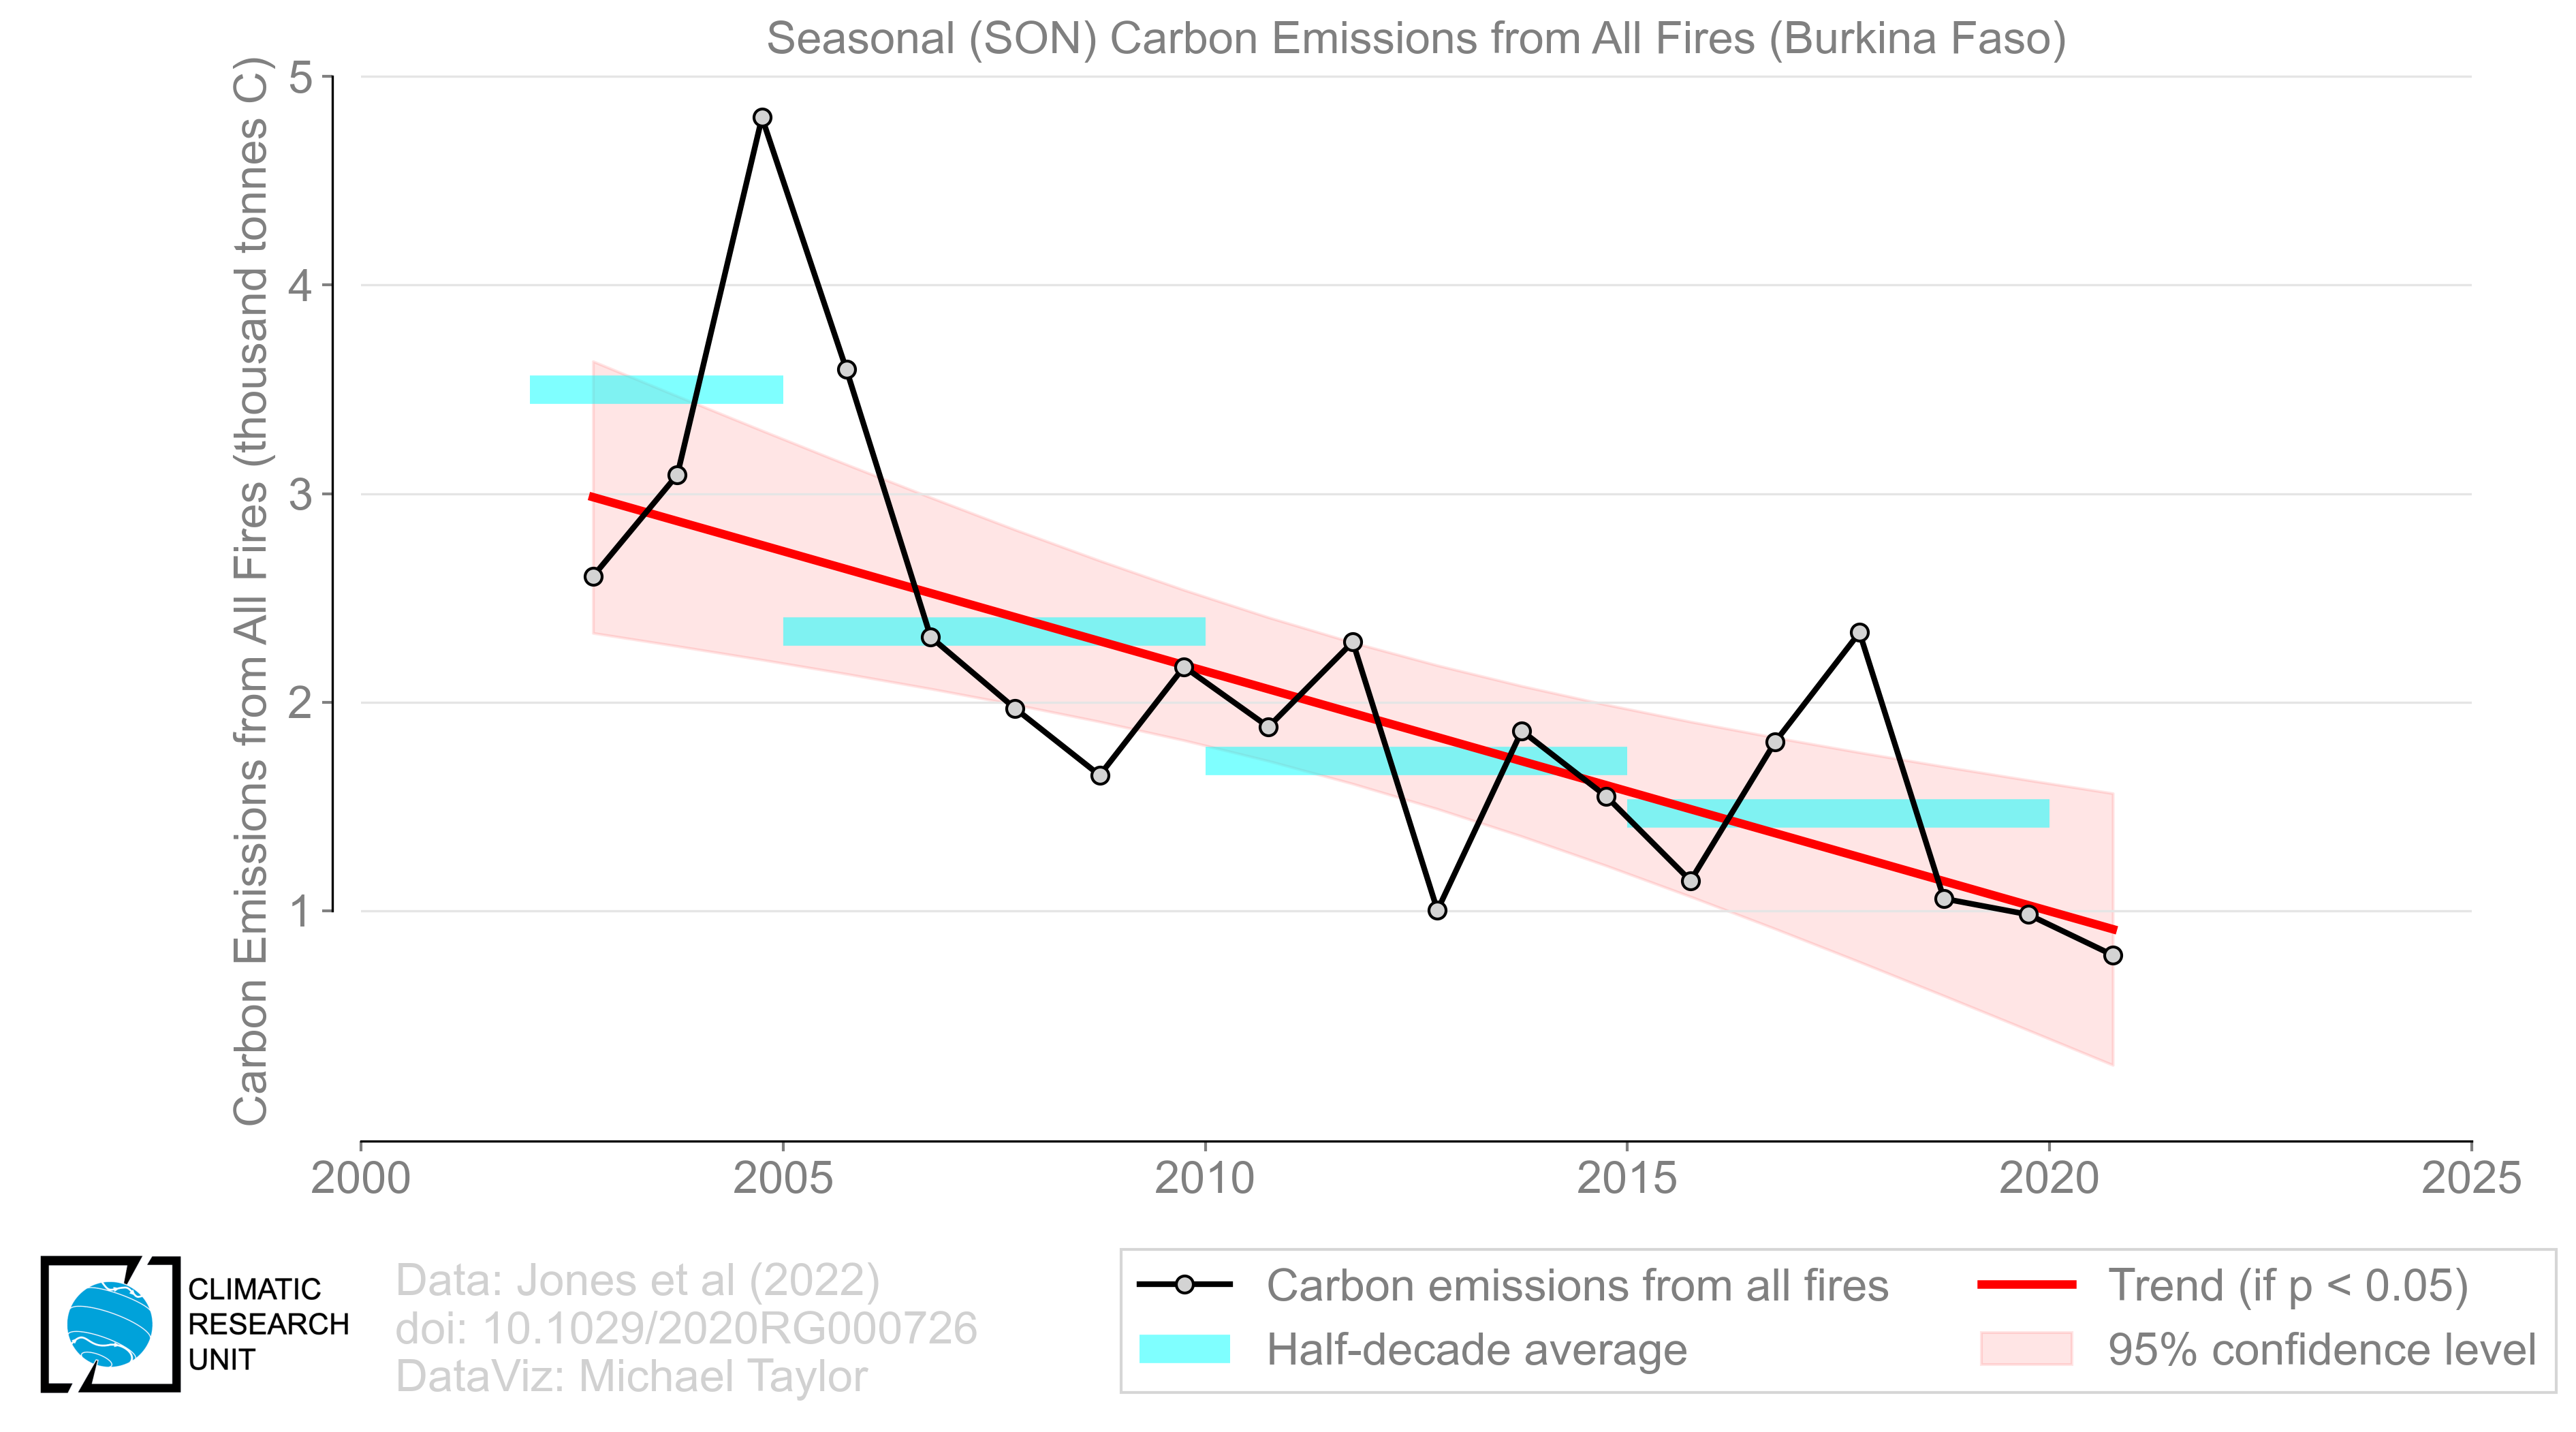 Seasonal (SON) Carbon Emissions from All Fires (Burkina Faso)
Carbon Emissions from All Fires (thousand tonnes C)
5
4
3
2
1
2000 2005 2010 2015 2020 2025
CLIMATIC
RESEARCH
UNIT
Data: Jones et al (2022)
doi: 10.1029/2020RG000726
DataViz: Michael Taylor
Carbon emissions from all fires
Half-decade average
Trend (if p < 0.05)
95% confidence level